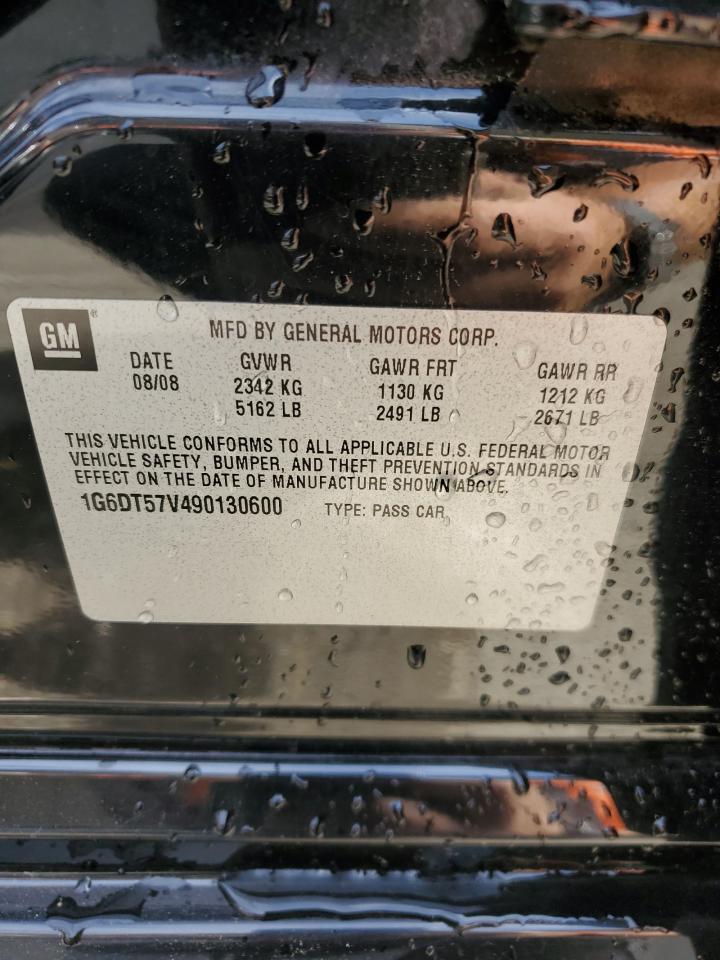 GM ®
MFD BY GENERAL MOTORS CORP.
DATE GVWR GAWR FRT GAWR RR
08/08 2342 KG 1130 KG 1212 KG
5162 LB 2491 LB 2671 LB
THIS VEHICLE CONFORMS TO ALL APPLICABLE U.S. FEDERAL MOTOR
VEHICLE SAFETY, BUMPER, AND THEFT PREVENTION STANDARDS IN
EFFECT ON THE DATE OF MANUFACTURE SHOWN ABOVE.
1G6DT57V490130600 TYPE: PASS CAR